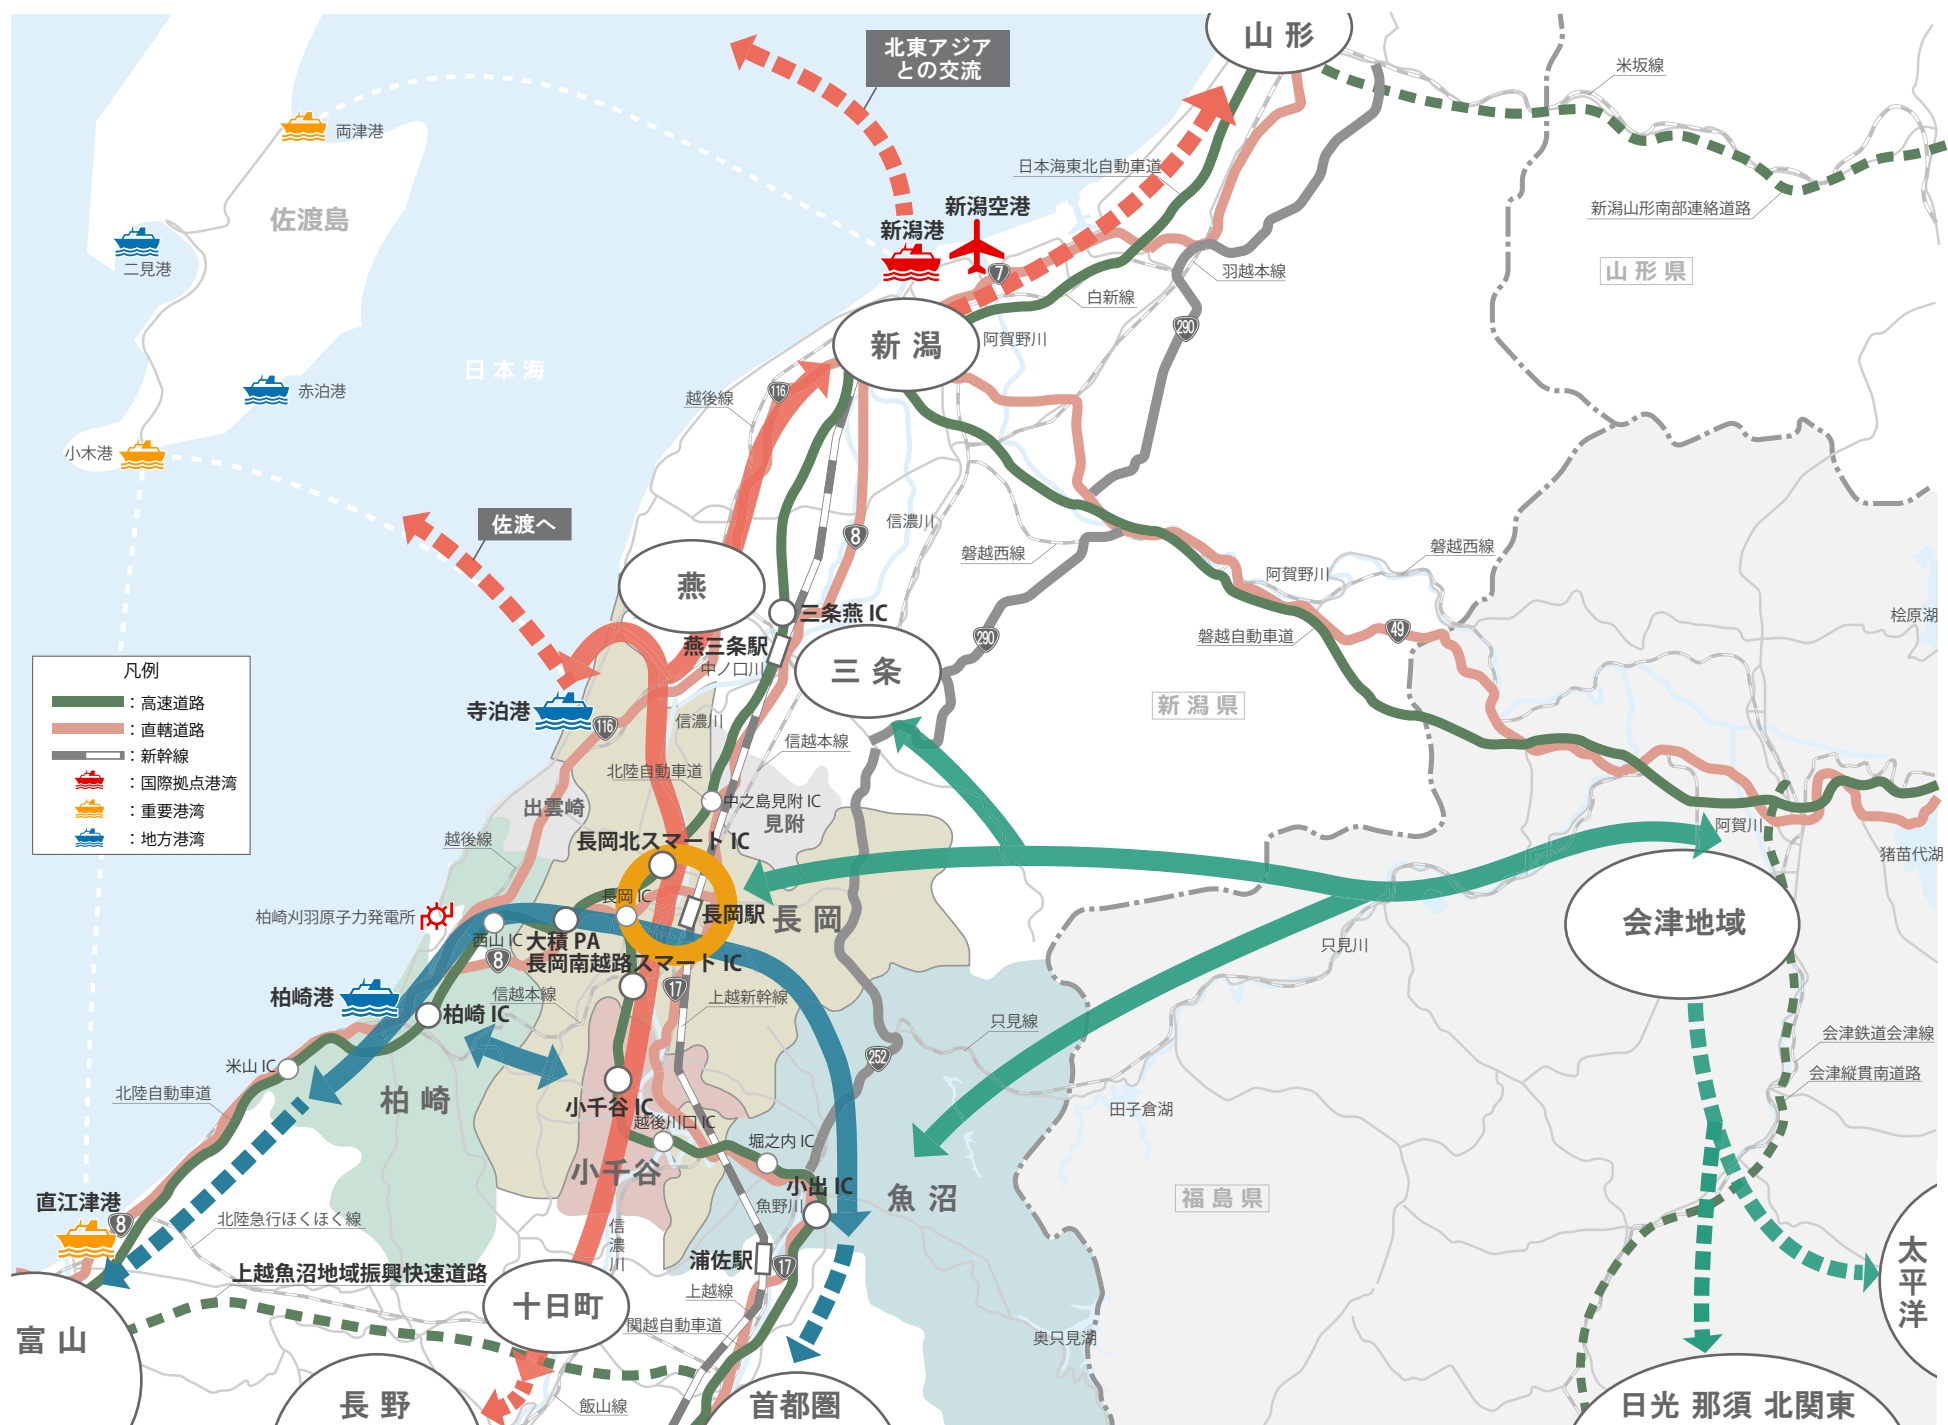 山形
北東アジア
との交流
米坂線
両津港
日本海東北自動車道
佐渡島
新潟空港
新潟港
新潟山形南部連絡道路
二見港
7
羽越本線
山形県
白新線
290
新潟
阿賀野川
日本海
赤泊港
116
越後線
小木港
佐渡へ
信濃川
8
磐越西線
磐越西線
阿賀野川
燕
三条燕 IC
桧原湖
290
49
磐越自動車道
燕三条駅
中ノ口川
三条
凡例
：高速道路
：直轄道路
：新幹線
：国際拠点港湾
：重要港湾
：地方港湾
寺泊港
116
信濃川
新潟県
信越本線
北陸自動車道
中之島見附 IC
見附
出雲崎
阿賀川
越後線
長岡北スマート IC
猪苗代湖
長岡 IC
柏崎刈羽原子力発電所
長岡駅
長岡
会津地域
西山 IC
大積 PA
只見川
8
長岡南越路スマート IC
柏崎港
信越本線
17
上越新幹線
柏崎 IC
只見線
会津鉄道会津線
252
米山 IC
会津縦貫南道路
北陸自動車道
柏崎
小千谷 IC
田子倉湖
越後川口 IC
堀之内 IC
小千谷
小出 IC
魚沼
福島県
直江津港
魚野川
8
北陸急行ほくほく線
信濃川
浦佐駅
17
太平洋
上越魚沼地域振興快速道路
上越線
十日町
関越自動車道
奥只見湖
富山
長野
飯山線
首都圏
日光 那須 北関東